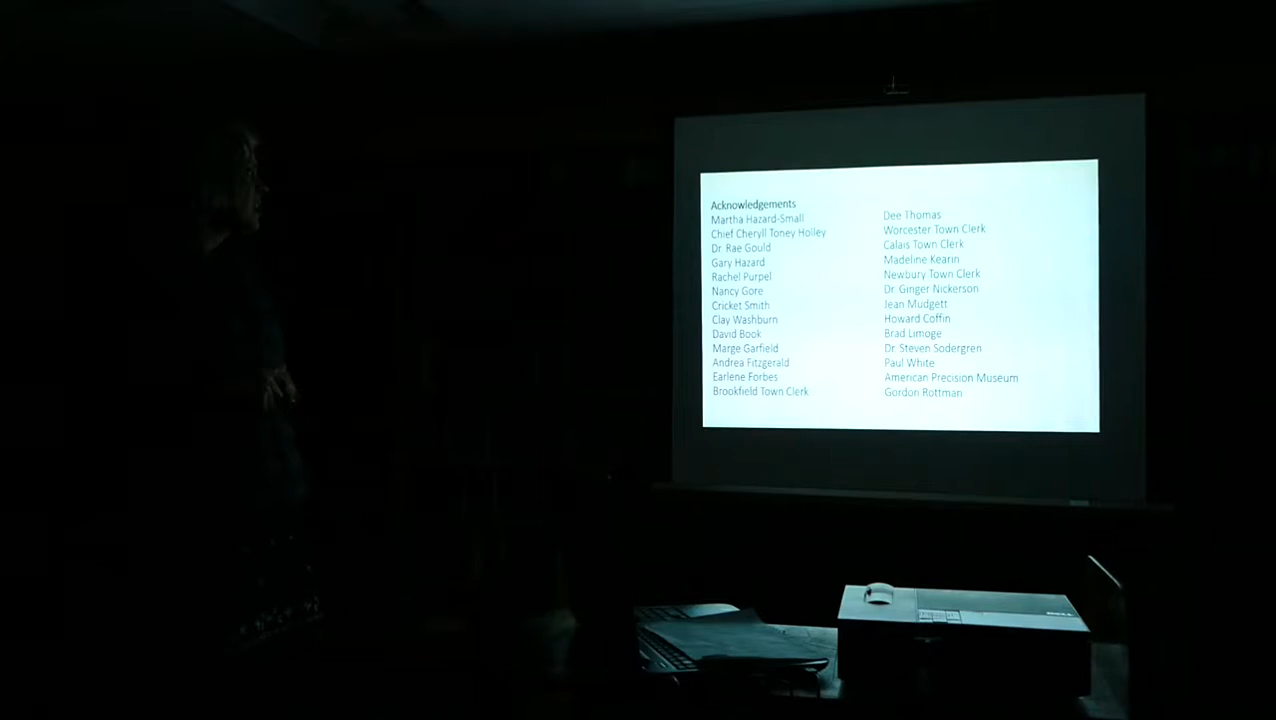 Acknowledgements
Martha Hazard-Small
Chief Cheryll Toney Holley
Dr. Rae Gould
Gary Hazard
Rachel Purpel
Nancy Gore
Cricket Smith
Clay Washburn
David Book
Marge Garfield
Andrea Fitzgerald
Earlene Forbes
Brookfield Town Clerk
Dee Thomas
Worcester Town Clerk
Calais Town Clerk
Madeline Kearin
Newbury Town Clerk
Dr. Ginger Nickerson
Jean Mudgett
Howard Coffin
Brad Limoge
Dr. Steven Sodergren
Paul White
American Precision Museum
Gordon Rottman
DELL